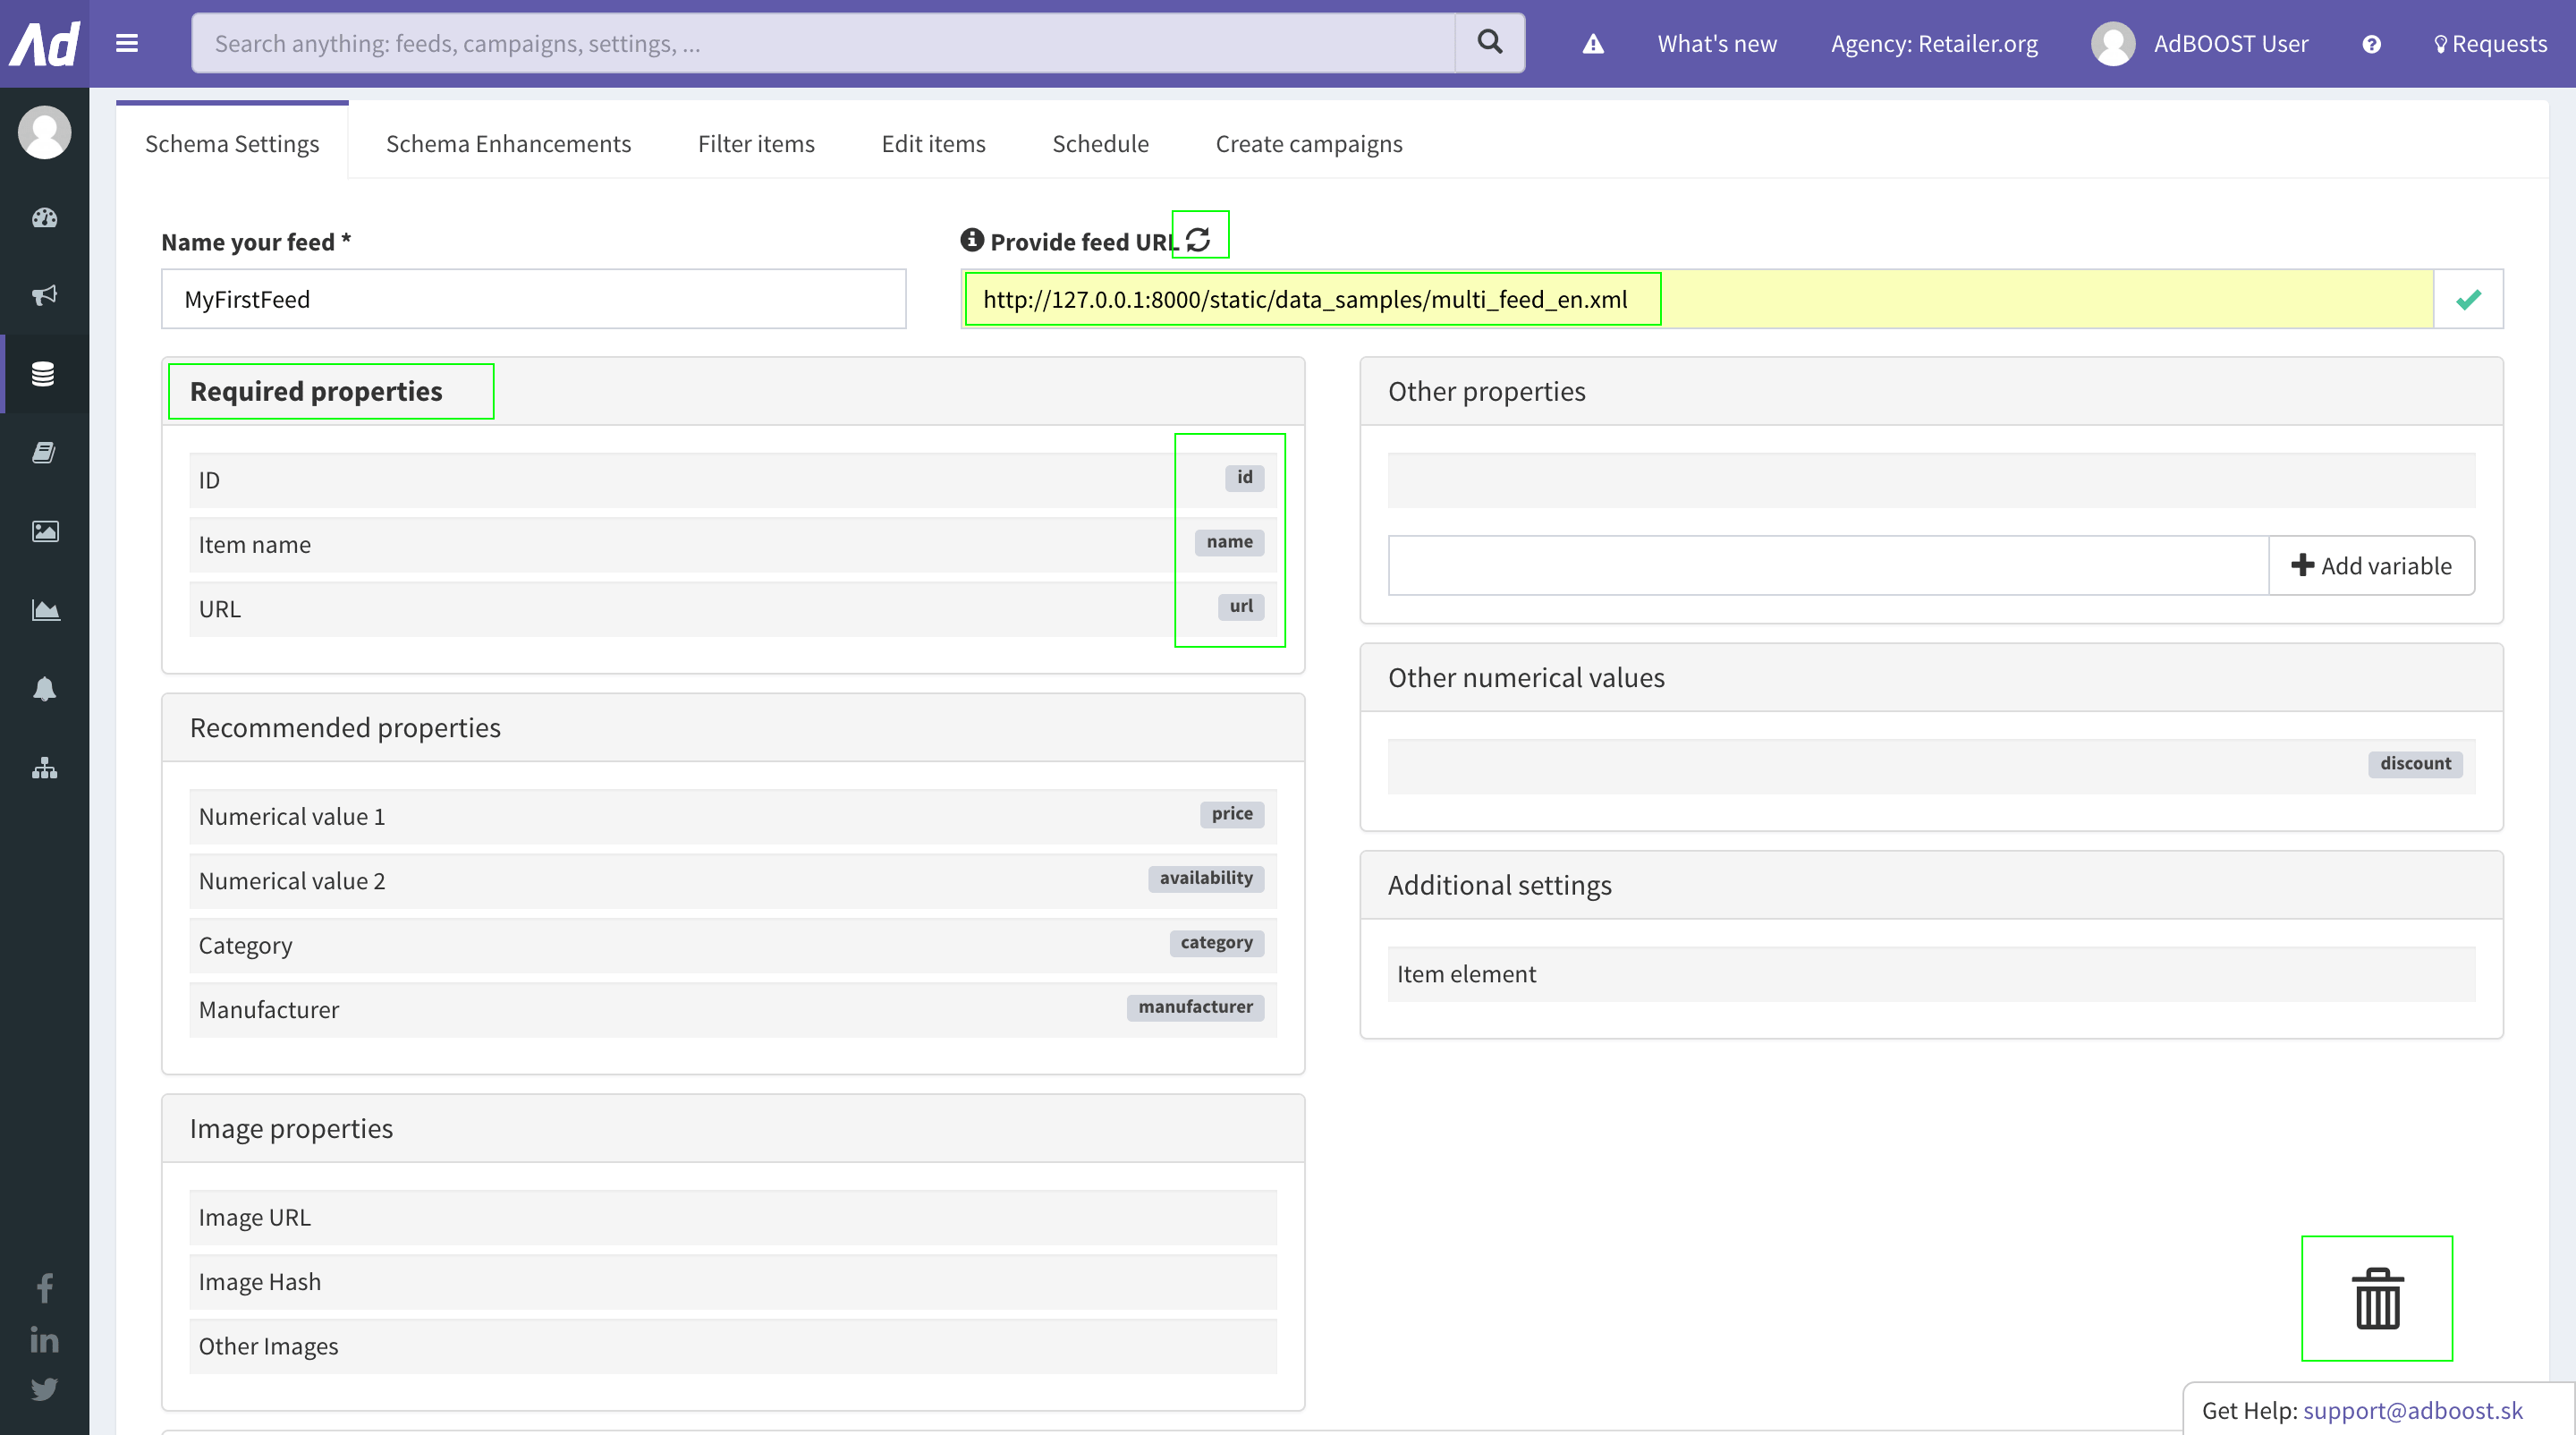 Ad
Search anything: feeds, campaigns, settings, ...
What's new
Agency: Retailer.org
AdBOOST User
Requests
Schema Settings
Schema Enhancements
Filter items
Edit items
Schedule
Create campaigns
Name your feed *
MyFirstFeed
Provide feed URL
http://127.0.0.1:8000/static/data_samples/multi_feed_en.xml
Required properties
ID id
Item name name
URL url
Recommended properties
Numerical value 1 price
Numerical value 2 availability
Category category
Manufacturer manufacturer
Image properties
Image URL
Image Hash
Other Images
Other properties
Add variable
Other numerical values
discount
Additional settings
Item element
Get Help: support@adboost.sk